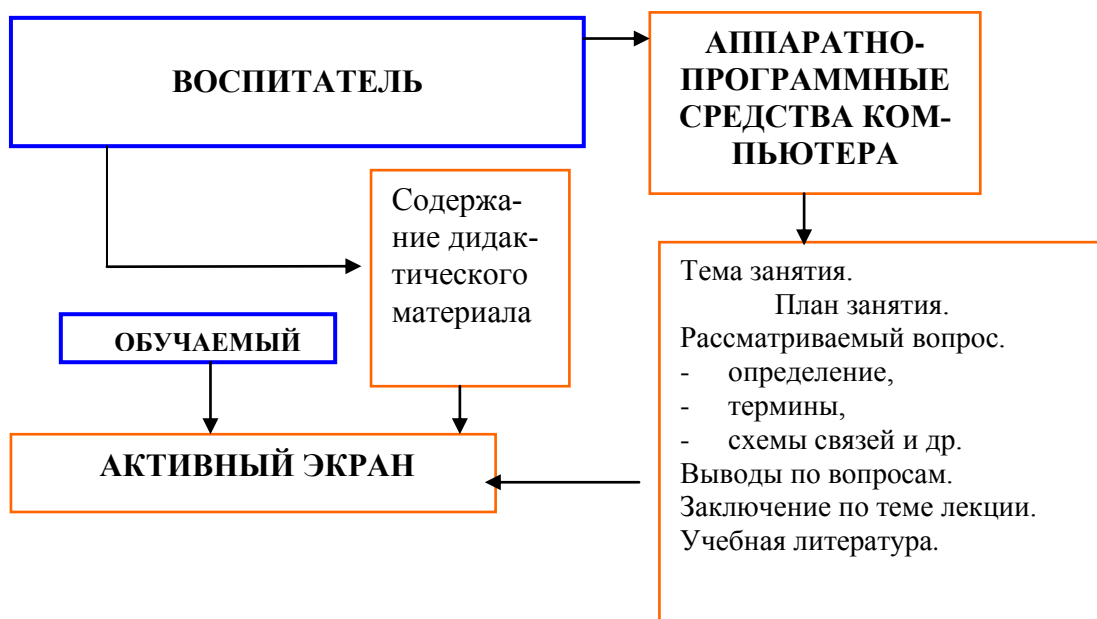 ВОСПИТАТЕЛЬ
АППАРАТНО-
ПРОГРАММНЫЕ
СРЕДСТВА КОМ-
ПЬЮТЕРА
Содержа-
ние дидак-
тического
материала
ОБУЧАЕМЫЙ
АКТИВНЫЙ ЭКРАН
Тема занятия.
План занятия.
Рассматриваемый вопрос.
- определение,
- термины,
- схемы связей и др.
Выводы по вопросам.
Заключение по теме лекции.
Учебная литература.